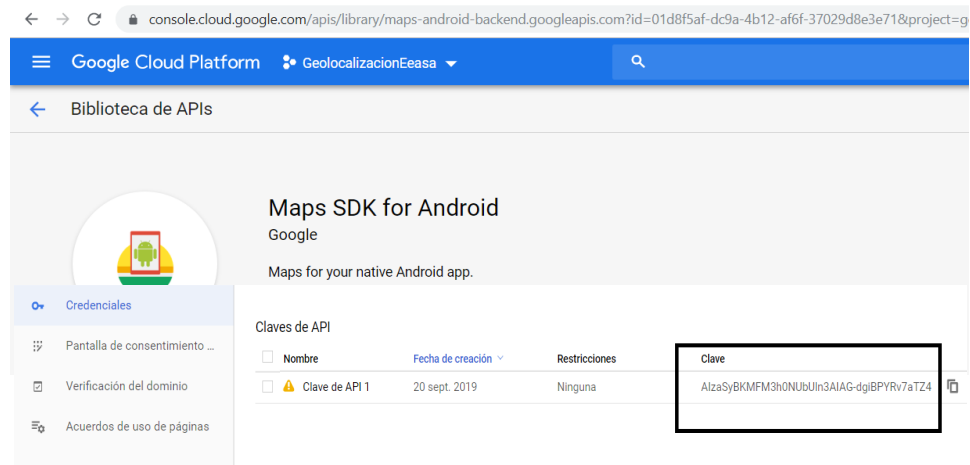 console.cloud.google.com/apis/library/maps-android-backend.googleapis.com?id=01d8f5af-dc9a-4b12-af6f-37029d8e3e71&project=g
Google Cloud Platform GeolocalizacionEeasa
Biblioteca de APIs
Maps SDK for Android
Google
Maps for your native Android app.
Credenciales
Pantalla de consentimiento ...
Verificación del dominio
Acuerdos de uso de páginas
Claves de API
Nombre Fecha de creación Restricciones Clave
Clave de API 1 20 sept. 2019 Ninguna AIzaSyBKMFM3h0NUbUIn3AIAG-dgiBPYRv7aTZ4